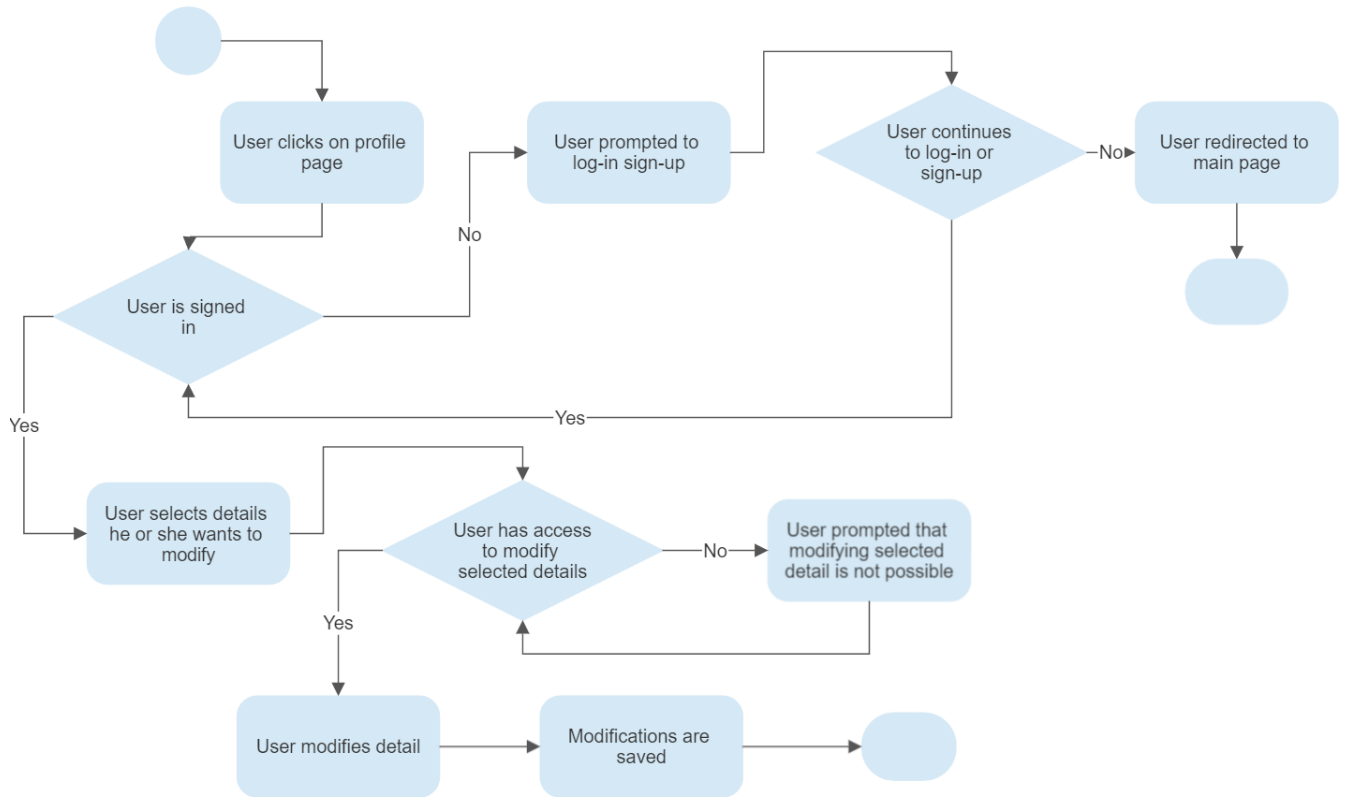 User clicks on profile
page
User prompted to
log-in sign-up
User continues
to log-in or
sign-up
No
User redirected to
main page
No
User is signed
in
Yes
Yes
User selects details
he or she wants to
modify
User has access
to modify
selected details
No
User prompted that
modifying selected
detail is not possible
Yes
User modifies detail
Modifications are
saved